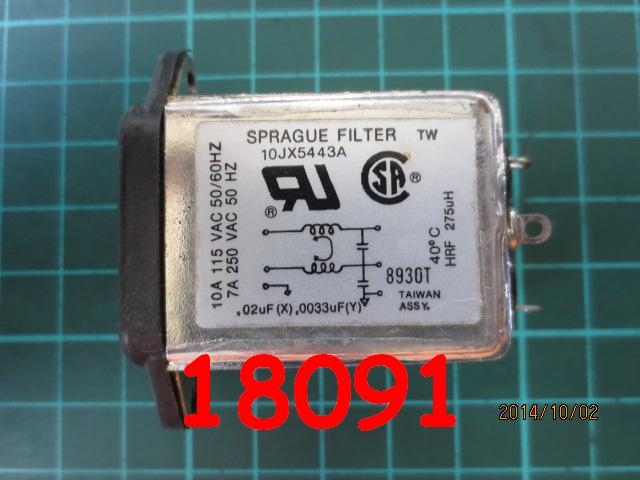 SPRAGUE FILTER TW
10JX5443A
10A 115 VAC 50/60HZ
7A 250 VAC 50 HZ
SA
®
®
40°C
HRF 275uH
8930T
TAIWAN
ASSY.
.02uF(X),.0033uF(Y)
18091
2014/10/02